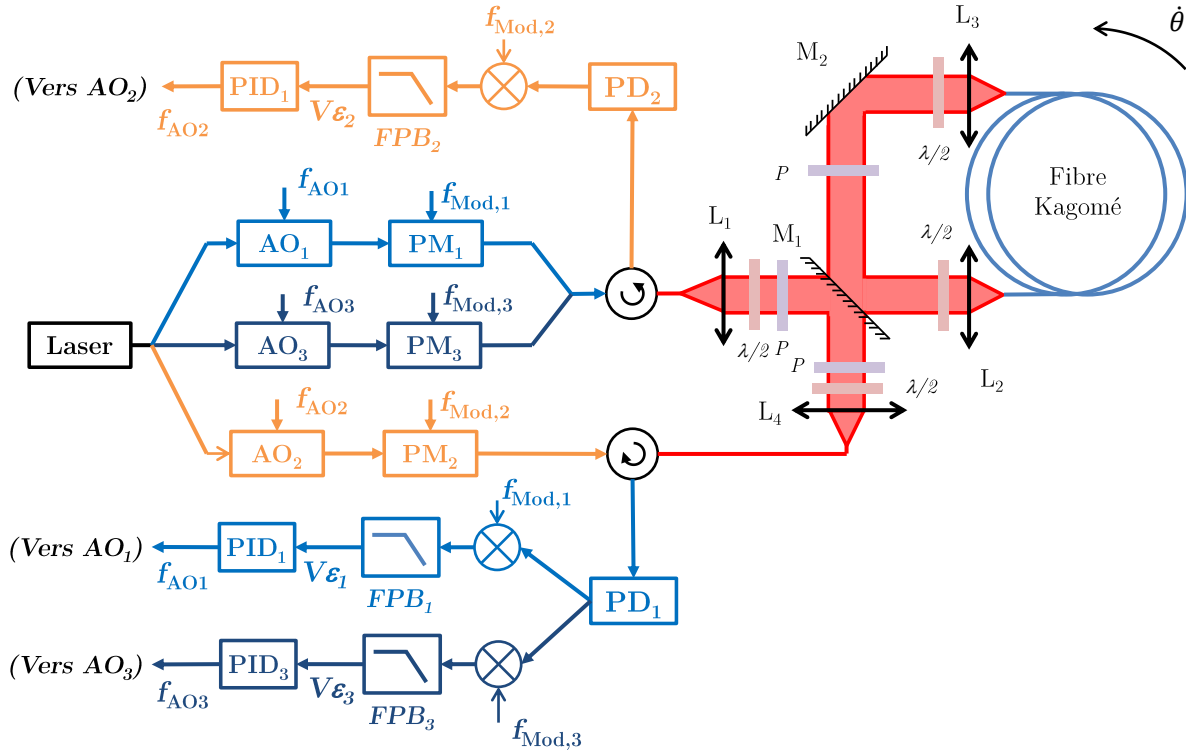 f_Mod,2
(Vers AO₂)
PID₁
PD₂
f_AO2
Vε₂
FPB₂
f_AO1
f_Mod,1
AO₁
PM₁
f_AO3
f_Mod,3
Laser
AO₃
PM₃
f_AO2
f_Mod,2
AO₂
PM₂
f_Mod,1
(Vers AO₁)
PID₁
f_AO1
Vε₁
FPB₁
PD₁
(Vers AO₃)
PID₃
f_AO3
Vε₃
FPB₃
f_Mod,3
L₃
θ̇
M₂
λ/2
P
Fibre
Kagomé
L₁
M₁
λ/2
λ/2
P
P
λ/2
L₂
L₄